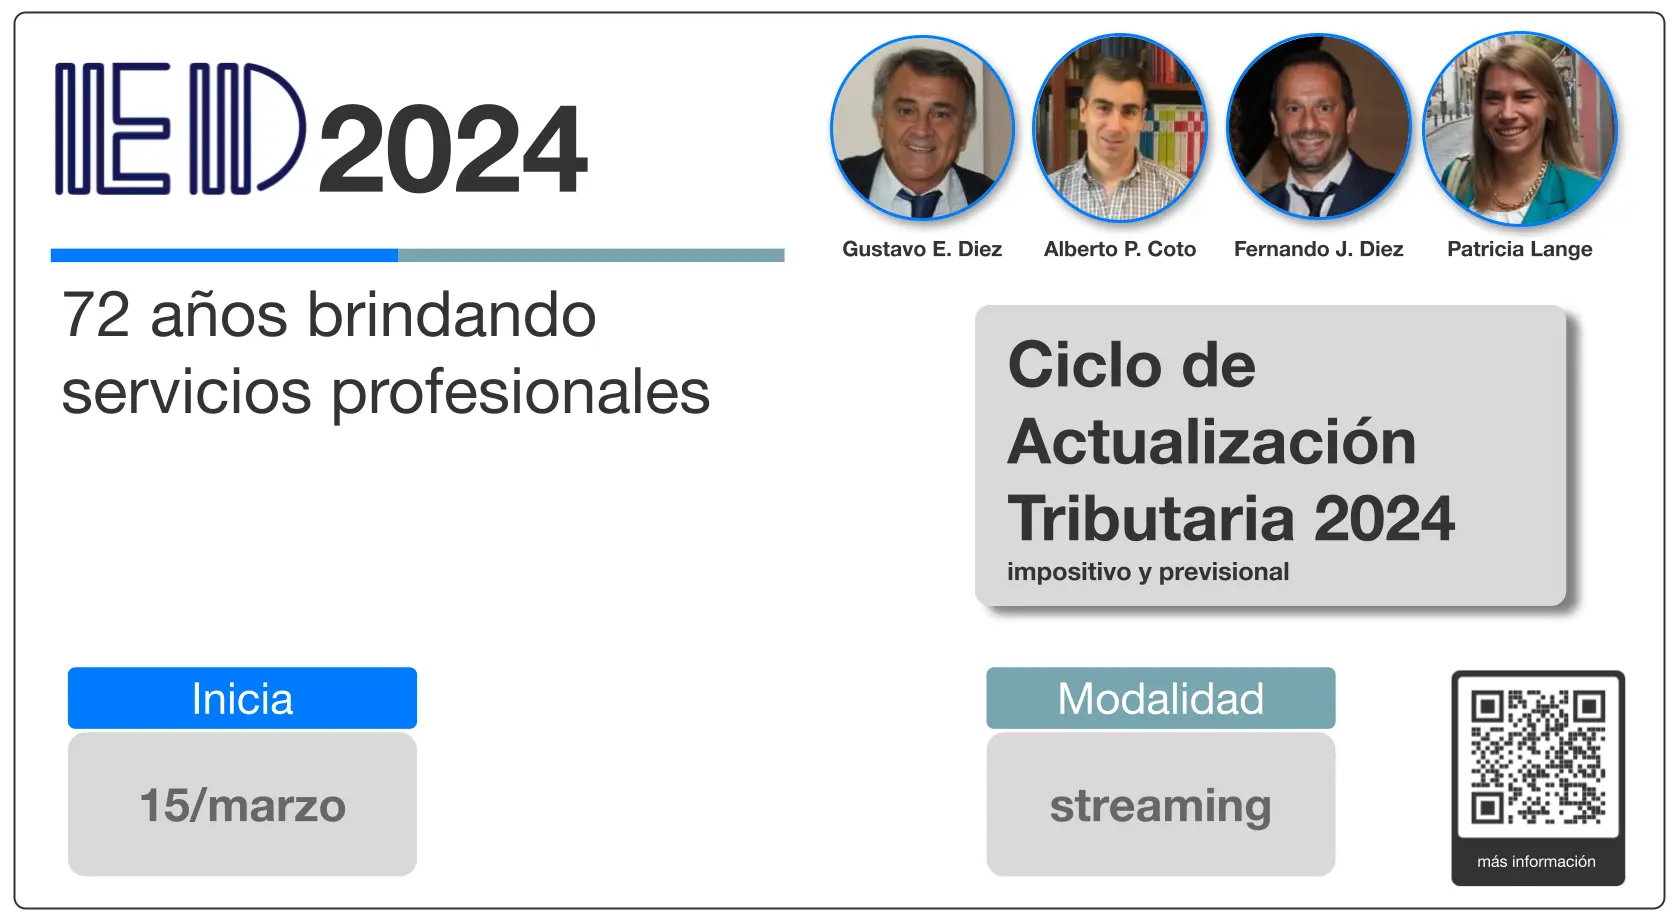 IED 2024
72 años brindando
servicios profesionales
Gustavo E. Diez
Alberto P. Coto
Fernando J. Diez
Patricia Lange
Ciclo de
Actualización
Tributaria 2024
impositivo y previsional
Inicia
15/marzo
Modalidad
streaming
más información